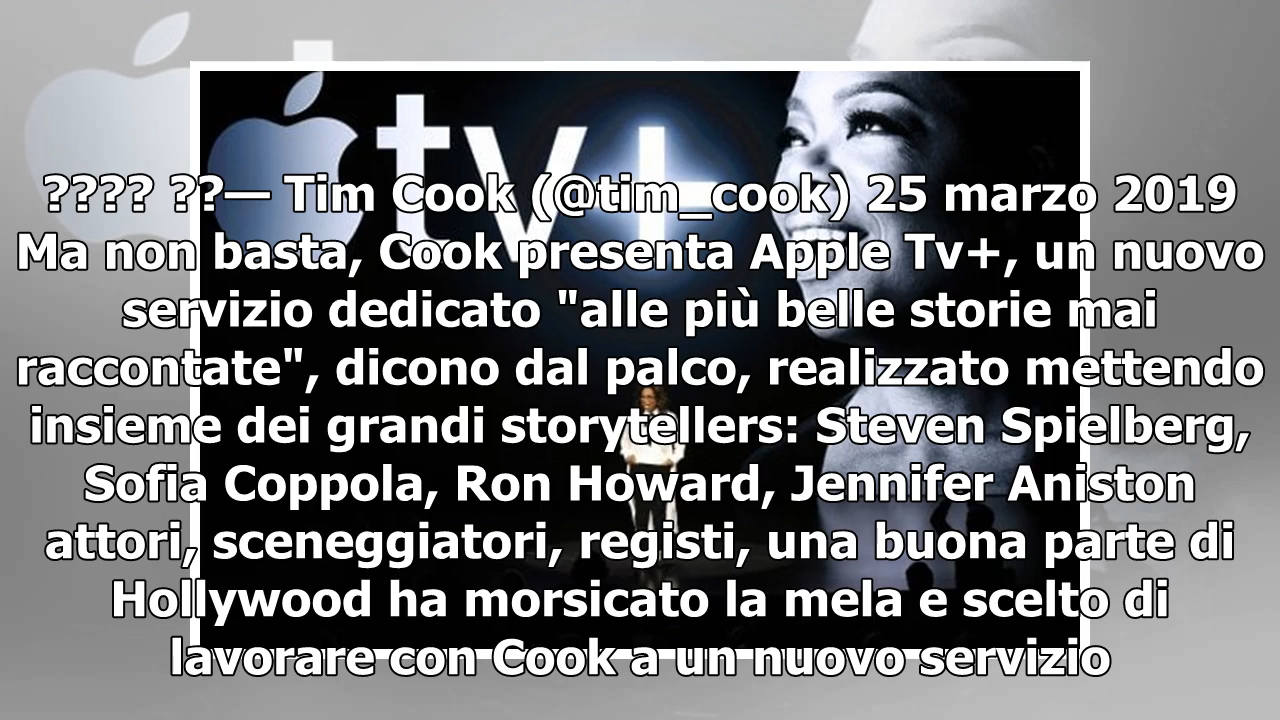 tv+
???? ??— Tim Cook (@tim_cook) 25 marzo 2019
Ma non basta, Cook presenta Apple Tv+, un nuovo
servizio dedicato "alle più belle storie mai
raccontate", dicono dal palco, realizzato mettendo
insieme dei grandi storytellers: Steven Spielberg,
Sofia Coppola, Ron Howard, Jennifer Aniston
attori, sceneggiatori, registi, una buona parte di
Hollywood ha morsicato la mela e scelto di
lavorare con Cook a un nuovo servizio